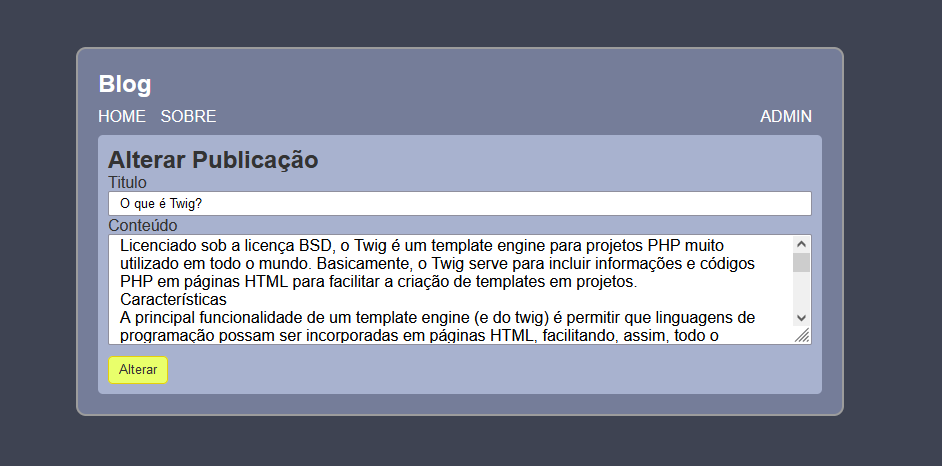 Blog
HOME SOBRE ADMIN
Alterar Publicação
Titulo
O que é Twig?
Conteúdo
Licenciado sob a licença BSD, o Twig é um template engine para projetos PHP muito
utilizado em todo o mundo. Basicamente, o Twig serve para incluir informações e códigos
PHP em páginas HTML para facilitar a criação de templates em projetos.
Características
A principal funcionalidade de um template engine (e do twig) é permitir que linguagens de
programação possam ser incorporadas em páginas HTML, facilitando, assim, todo o
Alterar